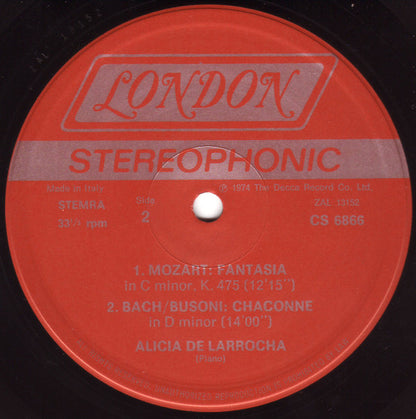 ZAL 13152
LONDON
STEREOPHONIC
Made in Italy
℗ 1974 The Decca Record Co. Ltd.
STEMRA
Side
ZAL 13152
33⅓ rpm
2
CS 6866
1. MOZART: FANTASIA
in C minor, K. 475 (12'15")
2. BACH/BUSONI: CHACONNE
in D minor (14'00")
ALICIA DE LARROCHA
(Piano)